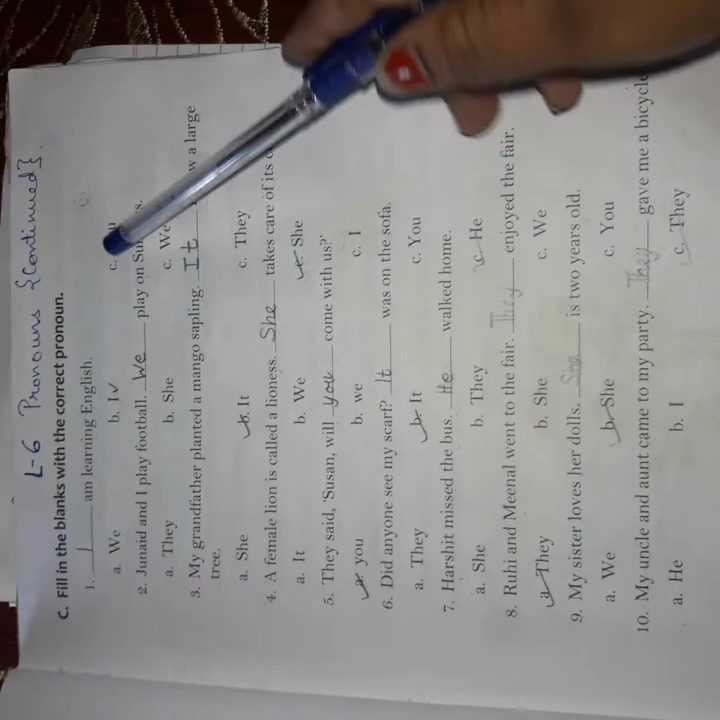 L-6 Pronouns {Continued}
C. Fill in the blanks with the correct pronoun.
1. I am learning English.
a. We b. I✓ c.
2. Junaid and I play football. We play on
a. They b. She c. We
3. My grandfather planted a mango sapling. It a large
tree.
a. She b. It c. They
4. A female lion is called a lioness. She takes care of its
a. It b. We c. She
5. They said, 'Susan, will you come with us?'
a. you b. we c. I
6. Did anyone see my scarf? It was on the sofa.
a. They b. It c. You
7. Harshit missed the bus. He walked home.
a. She b. They c. He
8. Ruhi and Meenal went to the fair. They enjoyed the fair.
a. They b. She c. We
9. My sister loves her dolls. She is two years old.
a. We b. She c. You
10. My uncle and aunt came to my party. They gave me a bicycle
a. He b. I c. They